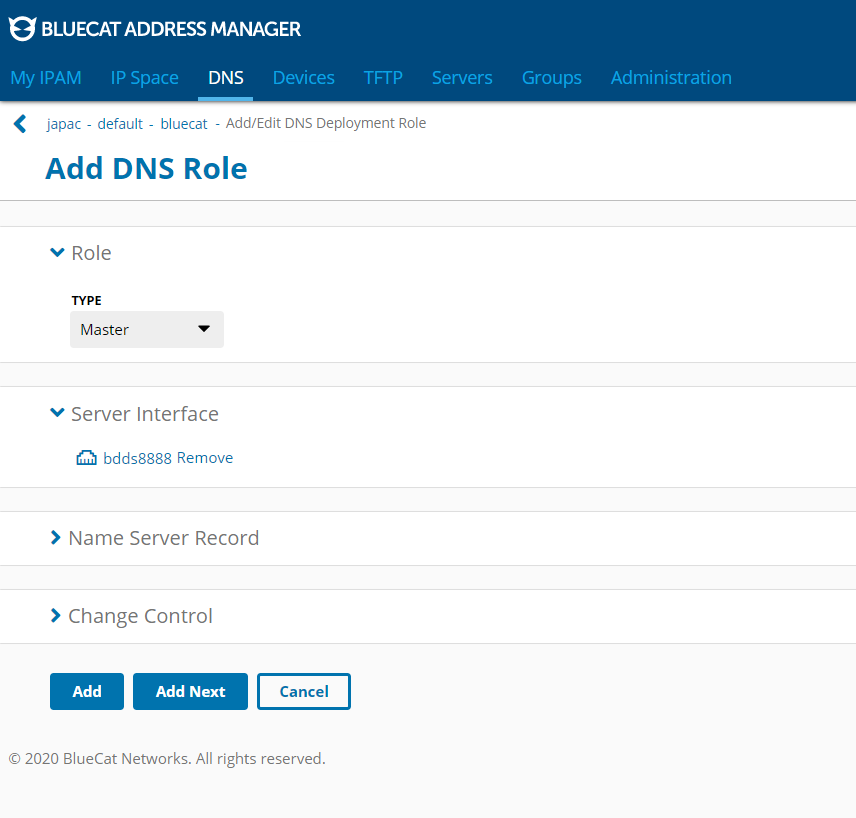 BLUECAT ADDRESS MANAGER
My IPAM IP Space DNS Devices TFTP Servers Groups Administration
japac - default - bluecat - Add/Edit DNS Deployment Role
Add DNS Role
Role
TYPE
Master
Server Interface
bdds8888 Remove
Name Server Record
Change Control
Add Add Next Cancel
© 2020 BlueCat Networks. All rights reserved.